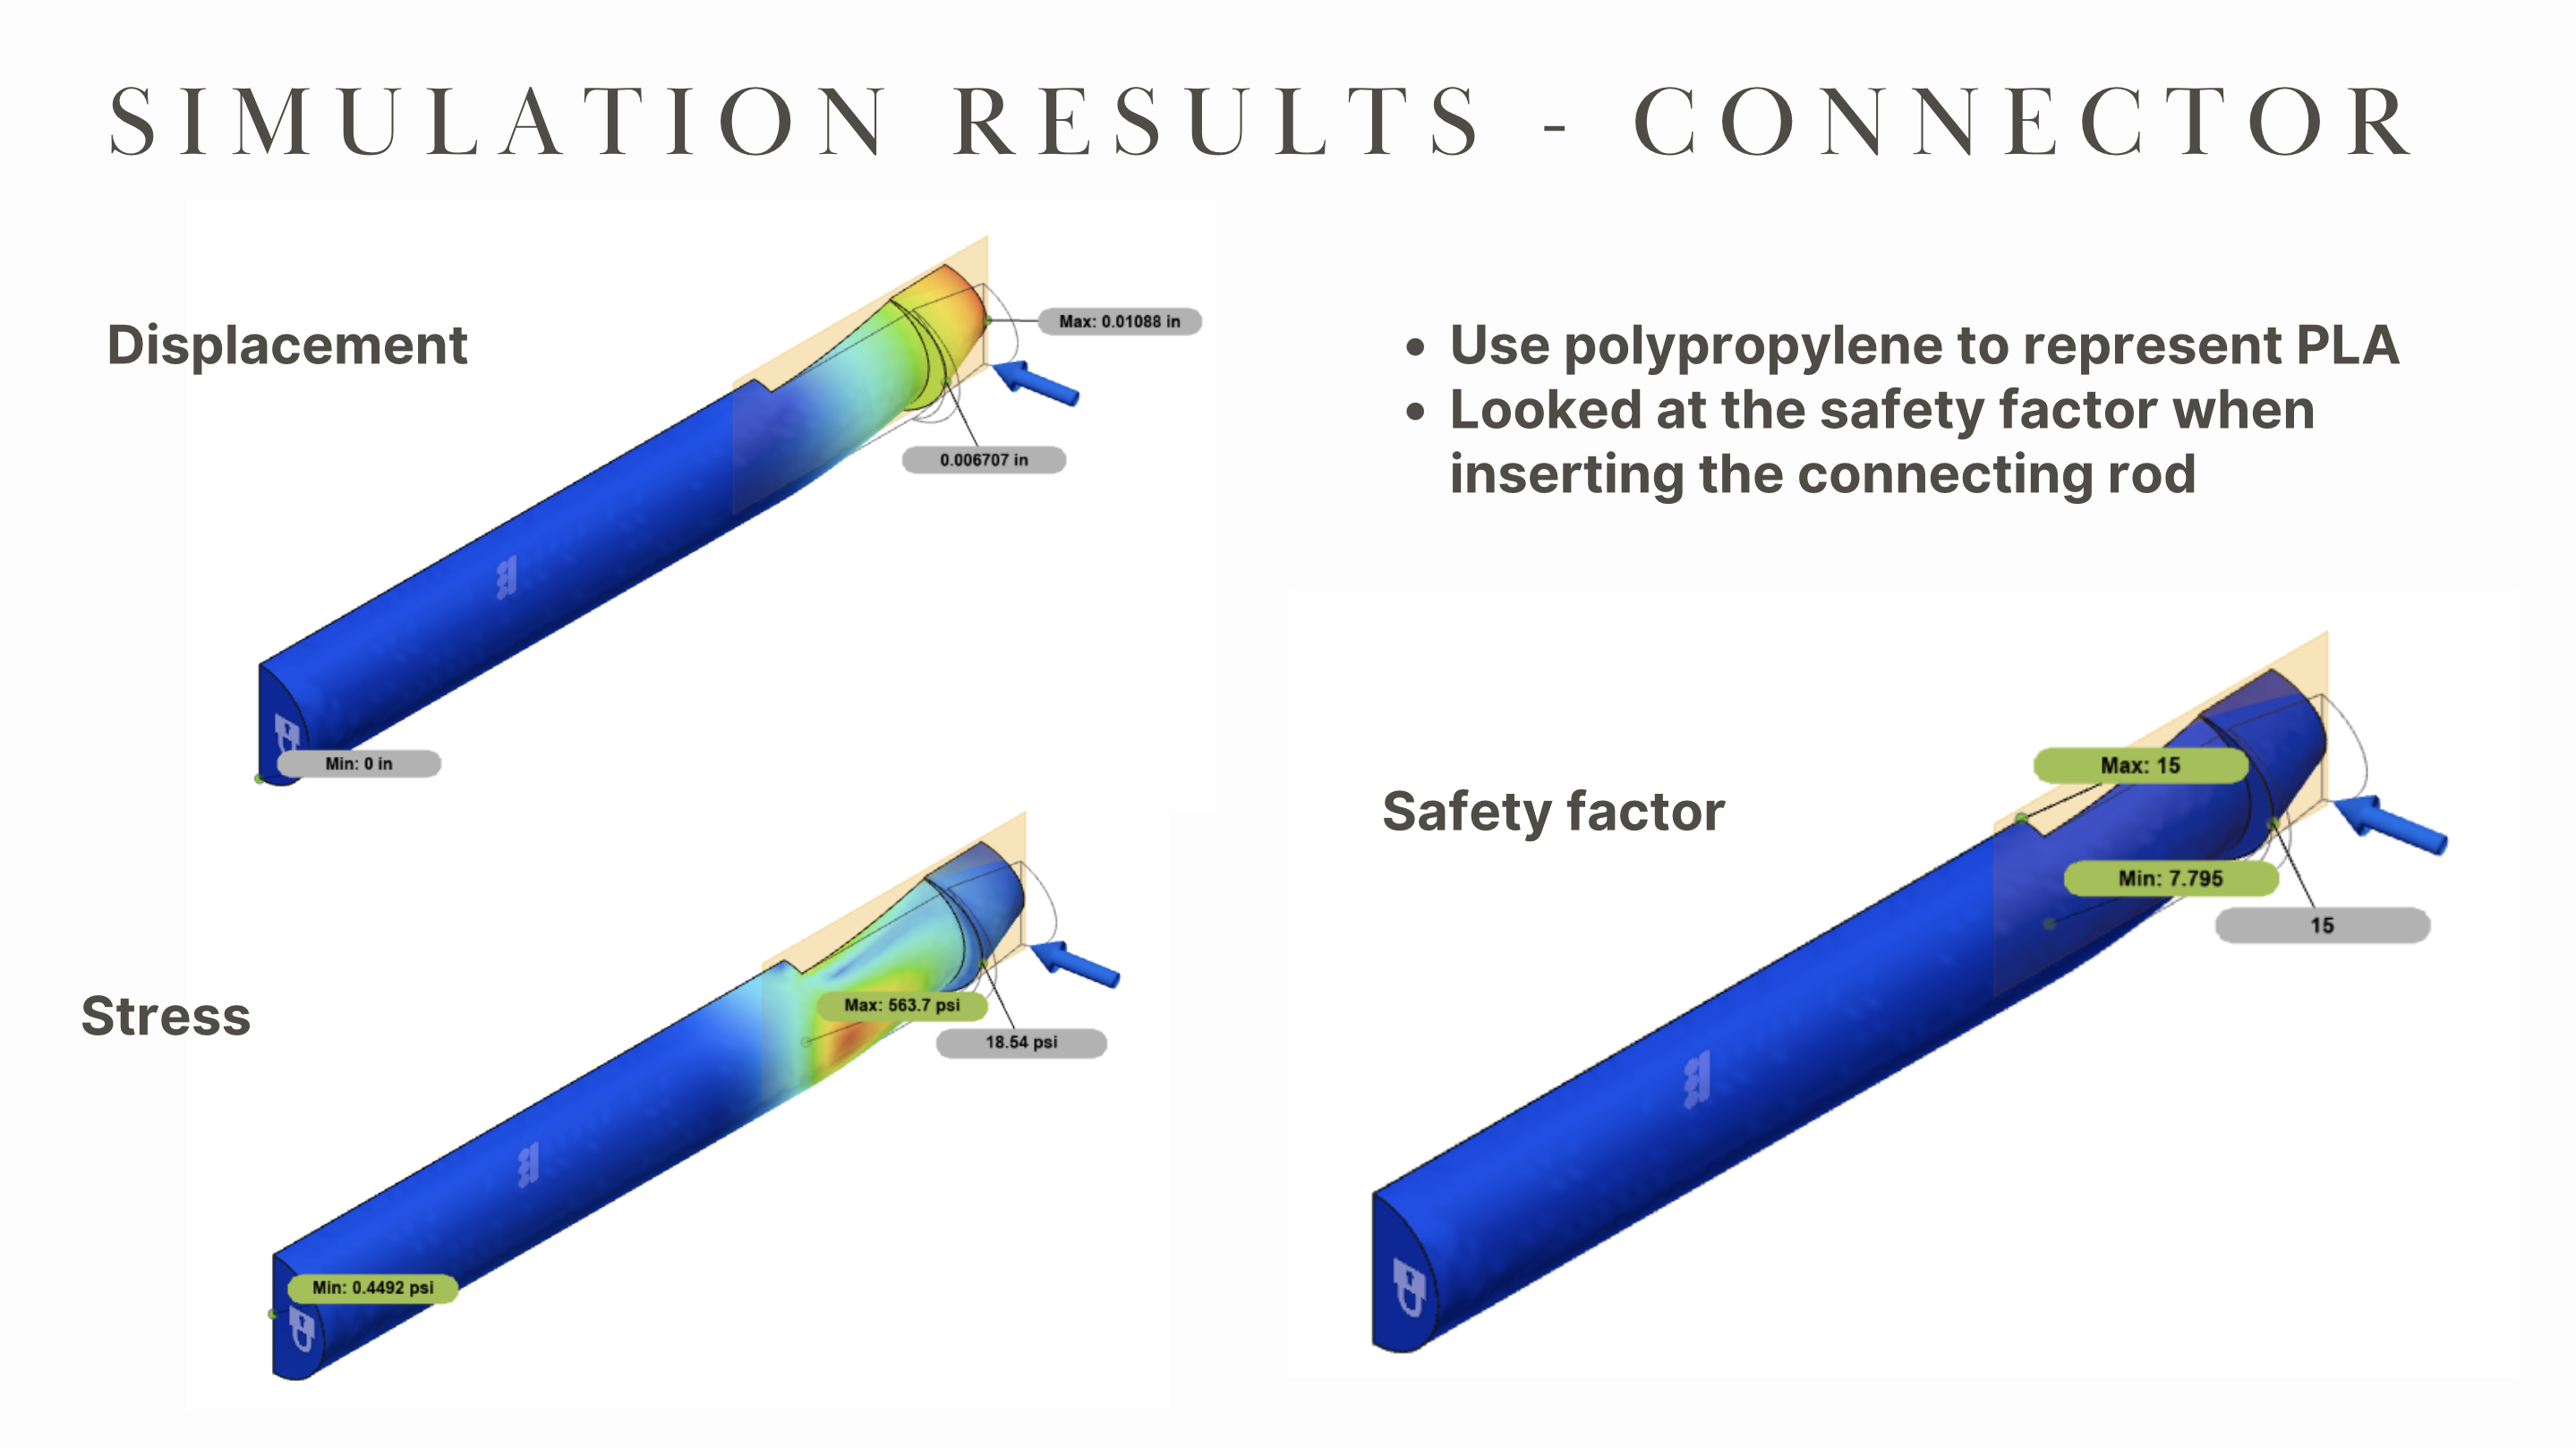 SIMULATION RESULTS - CONNECTOR
Displacement
Max: 0.01088 in
0.006707 in
Min: 0 in
• Use polypropylene to represent PLA
• Looked at the safety factor when
inserting the connecting rod
Stress
Max: 563.7 psi
18.54 psi
Min: 0.4492 psi
Safety factor
Max: 15
Min: 7.795
15